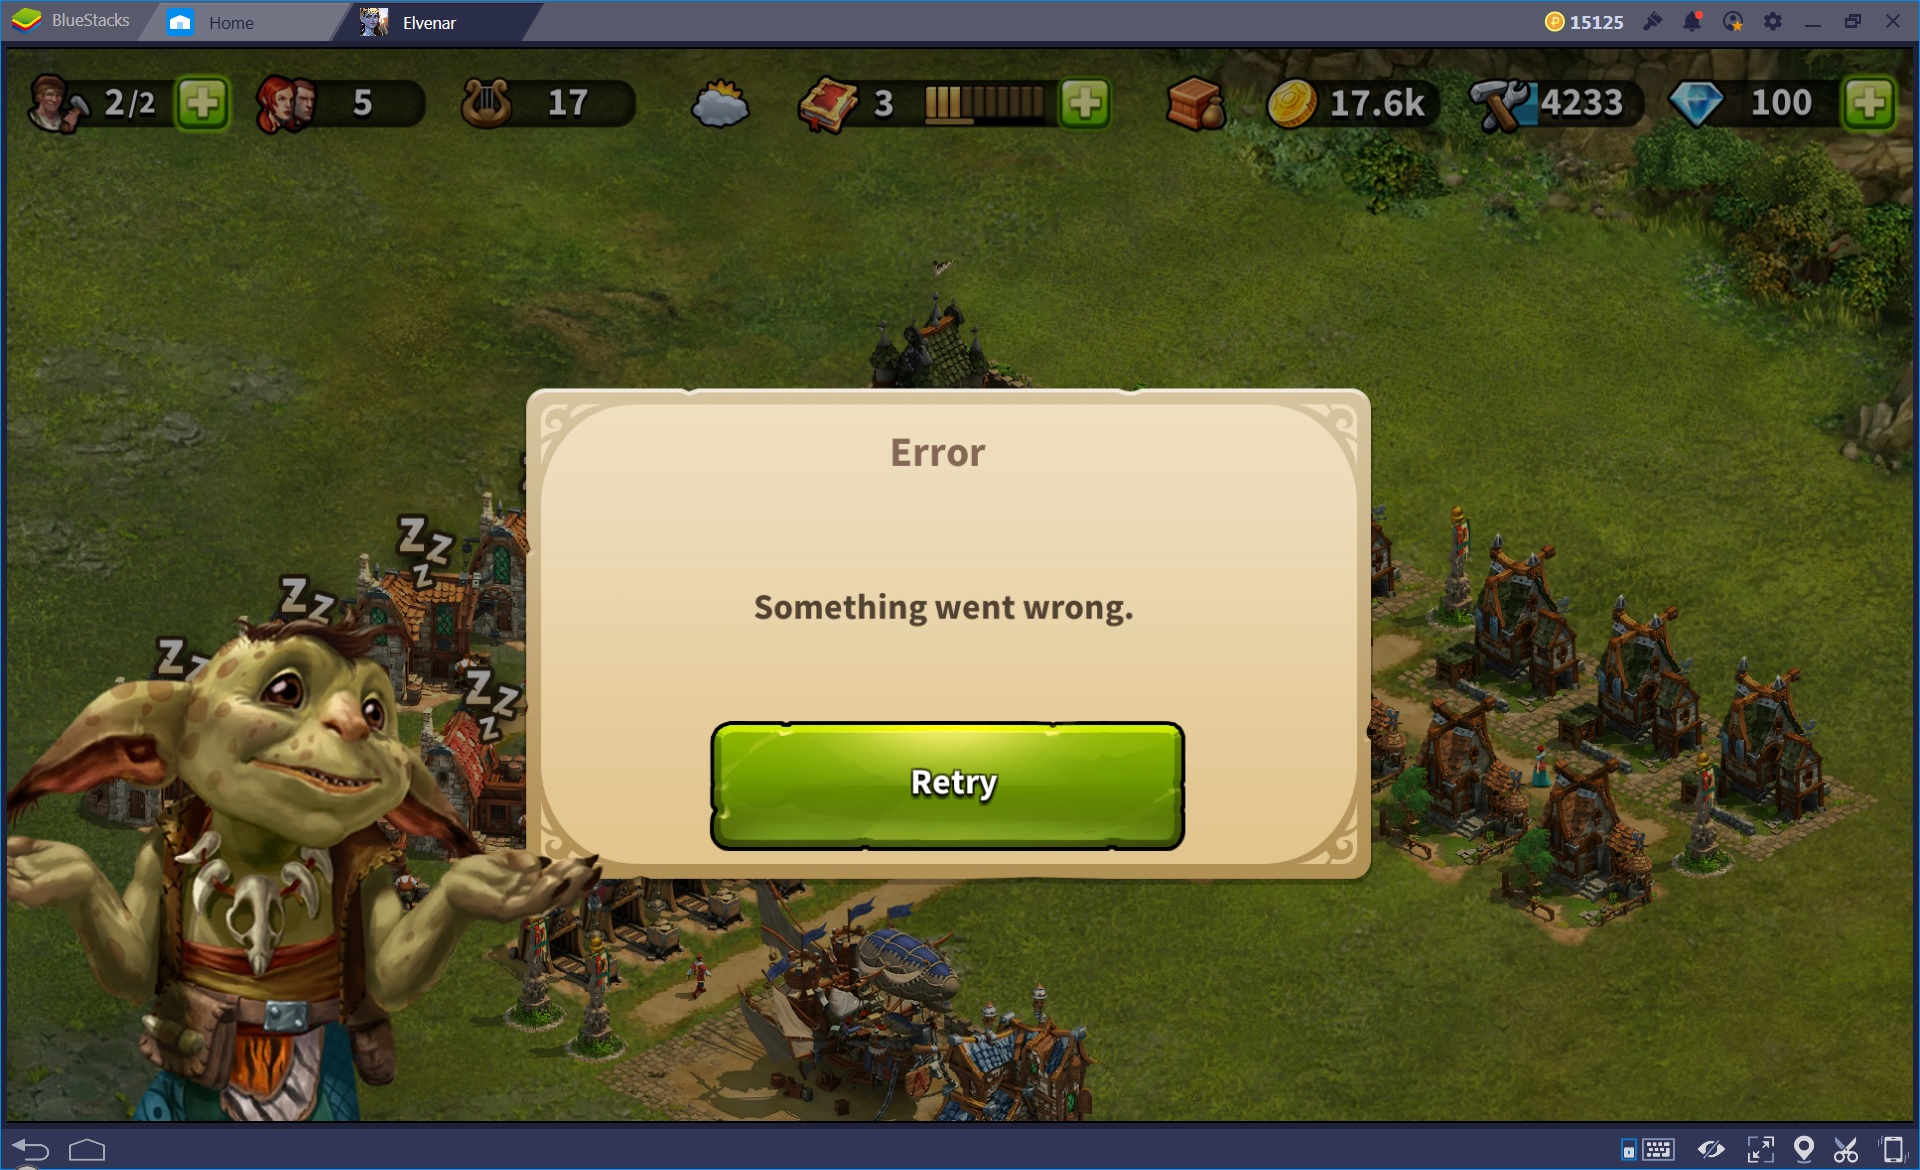 BlueStacks
Home
Elvenar
15125
2/2
5
17
3
17.6k
4233
100
Error
Z Z Z
Z Z
Z Z
Z Z Z
Something went wrong.
Retry